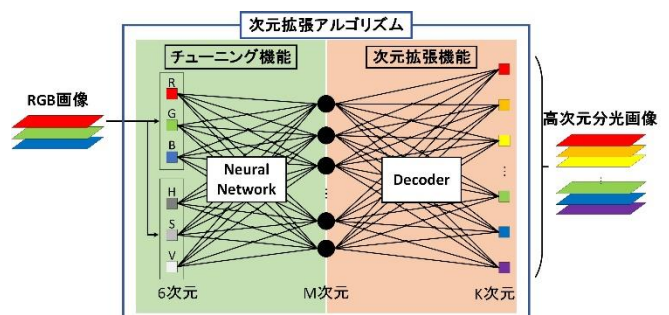 次元拡張アルゴリズム
チューニング機能
次元拡張機能
RGB画像
R
G
B
H
S
V
Neural
Network
Decoder
高次元分光画像
6次元
M次元
K次元